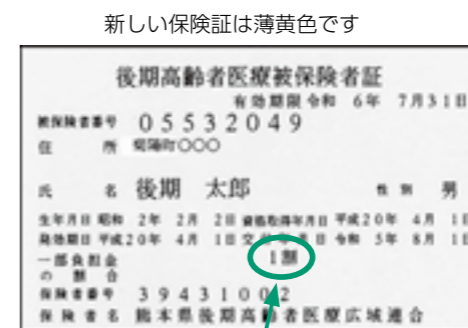 新しい保険証は薄黄色です
後期高齢者医療被保険者証
有効期限 令和 6年 7月31日
被保険者番号 05532049
住 所 菊陽町○○○
氏 名 後期 太郎 性別 男
生年月日 昭和 2年 2月 2日 資格取得年月日 平成20年 4月 1日
発効期日 平成20年 4月 1日 交付年月日 令和 5年 8月 1日
一部負担金 1割
の 割 合
保険者番号 39431002
保険者名 熊本県後期高齢者医療広域連合